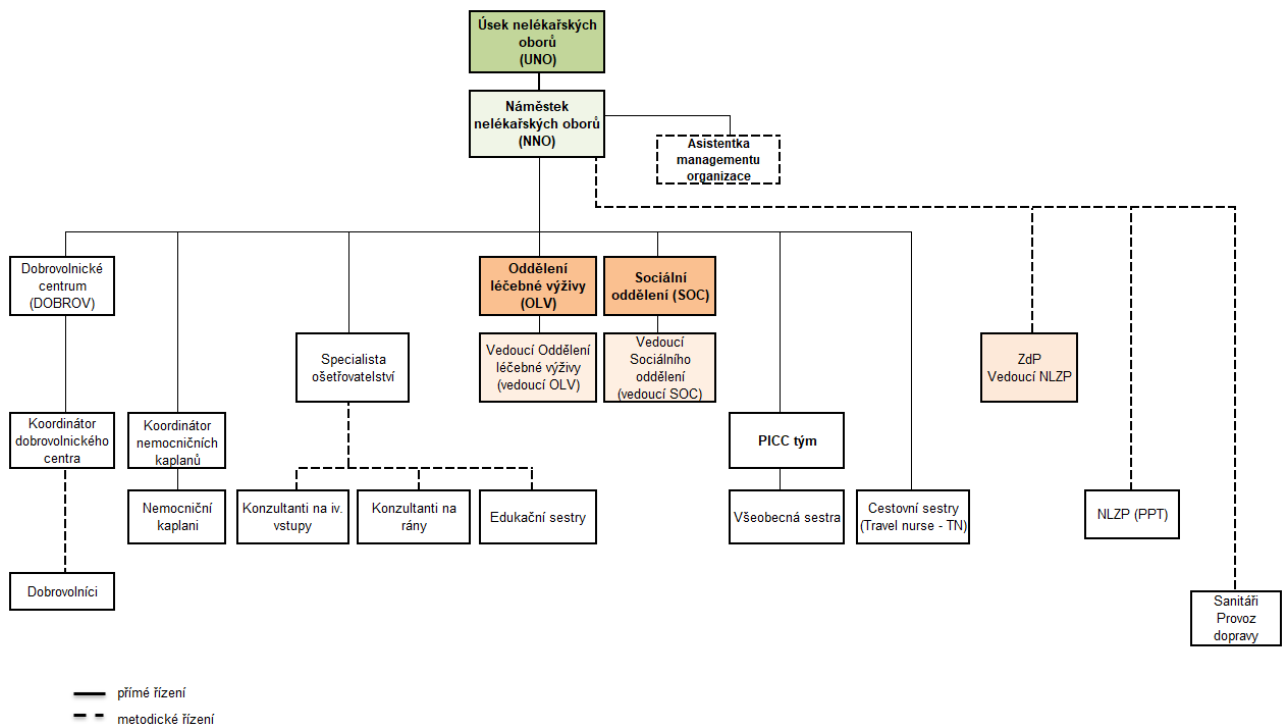 Úsek nelékařských
oborů
(UNO)
Náměstek
nelékařských oborů
(NNO)
Asistentka
managementu
organizace
Dobrovolnické
centrum
(DOBROV)
Oddělení
léčebné výživy
(OLV)
Sociální
oddělení (SOC)
Specialista
ošetřovatelství
Vedoucí Oddělení
léčebné výživy
(vedoucí OLV)
Vedoucí
Sociálního
oddělení
(vedoucí SOC)
ZdP
Vedoucí NLZP
Koordinátor
dobrovolnického
centra
Koordinátor
nemocničních
kaplanů
PICC tým
Nemocniční
kaplani
Konzultanti na iv.
vstupy
Konzultanti na
rány
Edukační sestry
Všeobecná sestra
Cestovní sestry
(Travel nurse - TN)
NLZP (PPT)
Dobrovolníci
Sanitáři
Provoz
dopravy
přímé řízení
metodické řízení